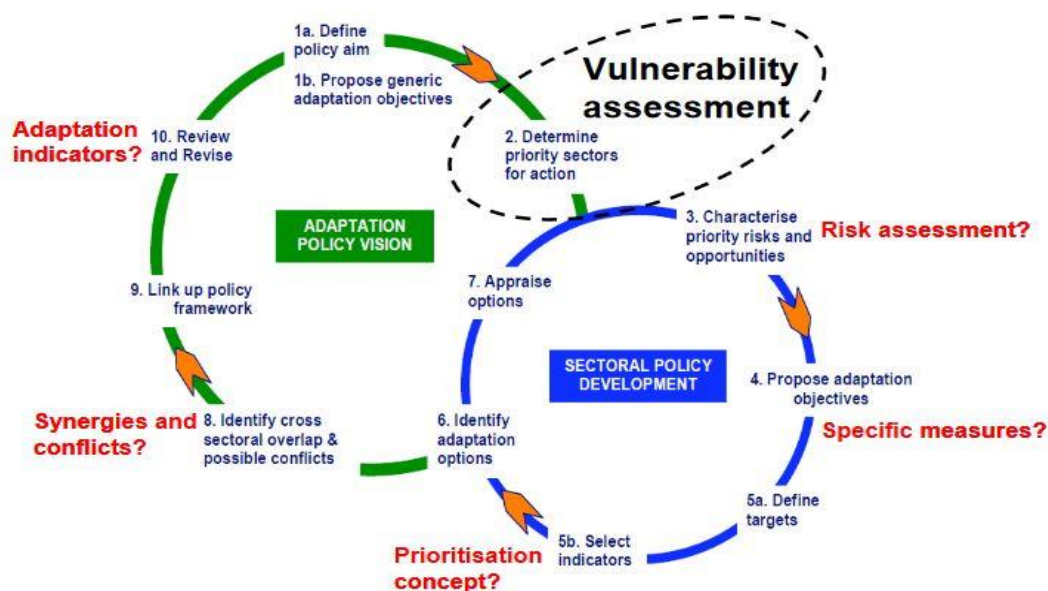 1a. Define
policy aim
1b. Propose generic
adaptation objectives
Vulnerability
assessment
2. Determine
priority sectors
for action
Adaptation
indicators?
10. Review
and Revise
ADAPTATION
POLICY VISION
3. Characterise
priority risks and
opportunities
Risk assessment?
9. Link up policy
framework
7. Appraise
options
SECTORAL POLICY
DEVELOPMENT
4. Propose adaptation
objectives
Specific measures?
Synergies and
conflicts?
8. Identify cross
sectoral overlap &
possible conflicts
6. Identify
adaptation
options
5a. Define
targets
5b. Select
indicators
Prioritisation
concept?